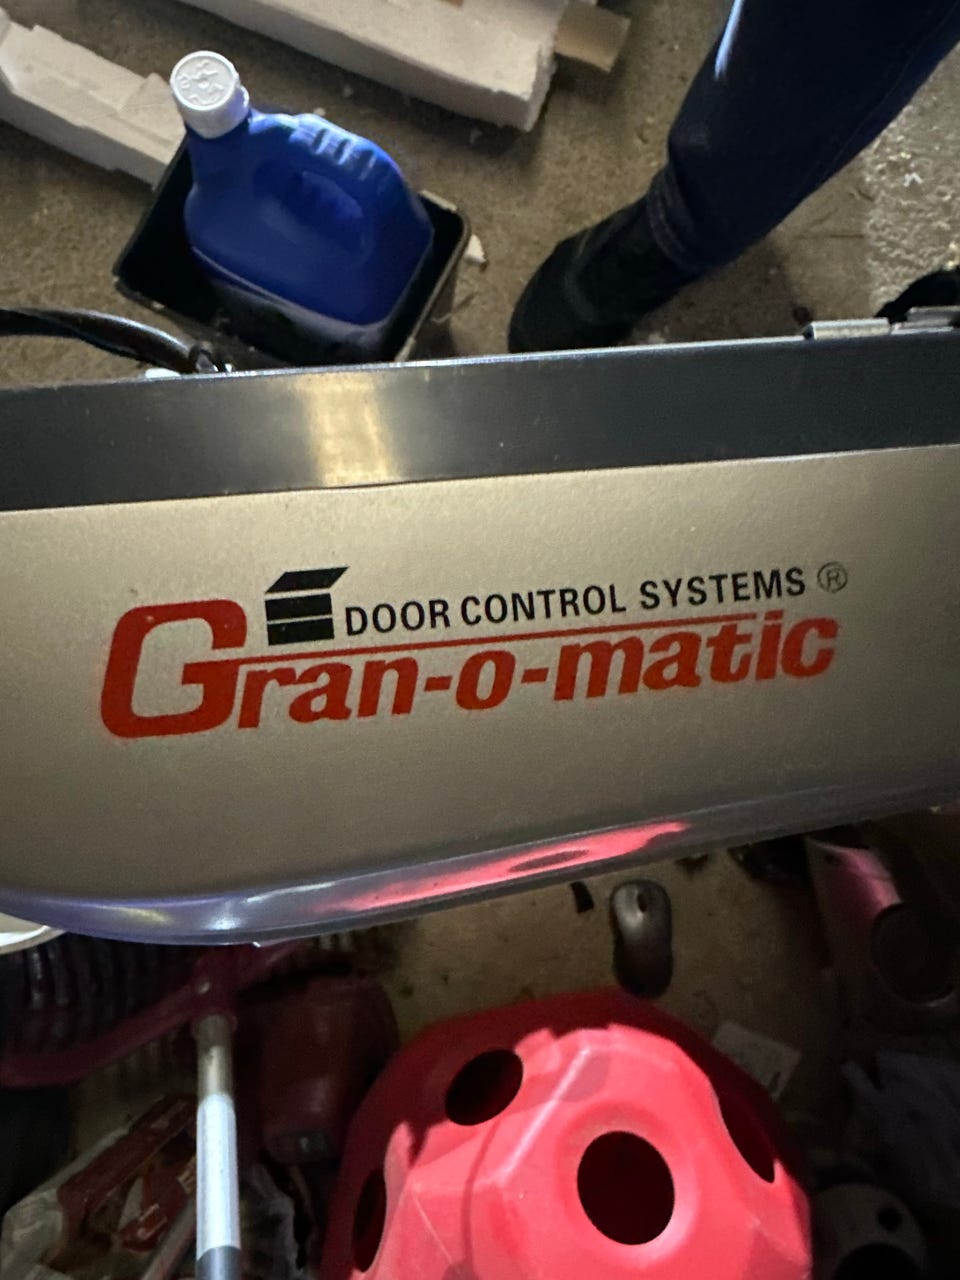 DOOR CONTROL SYSTEMS ®
Gran-o-matic